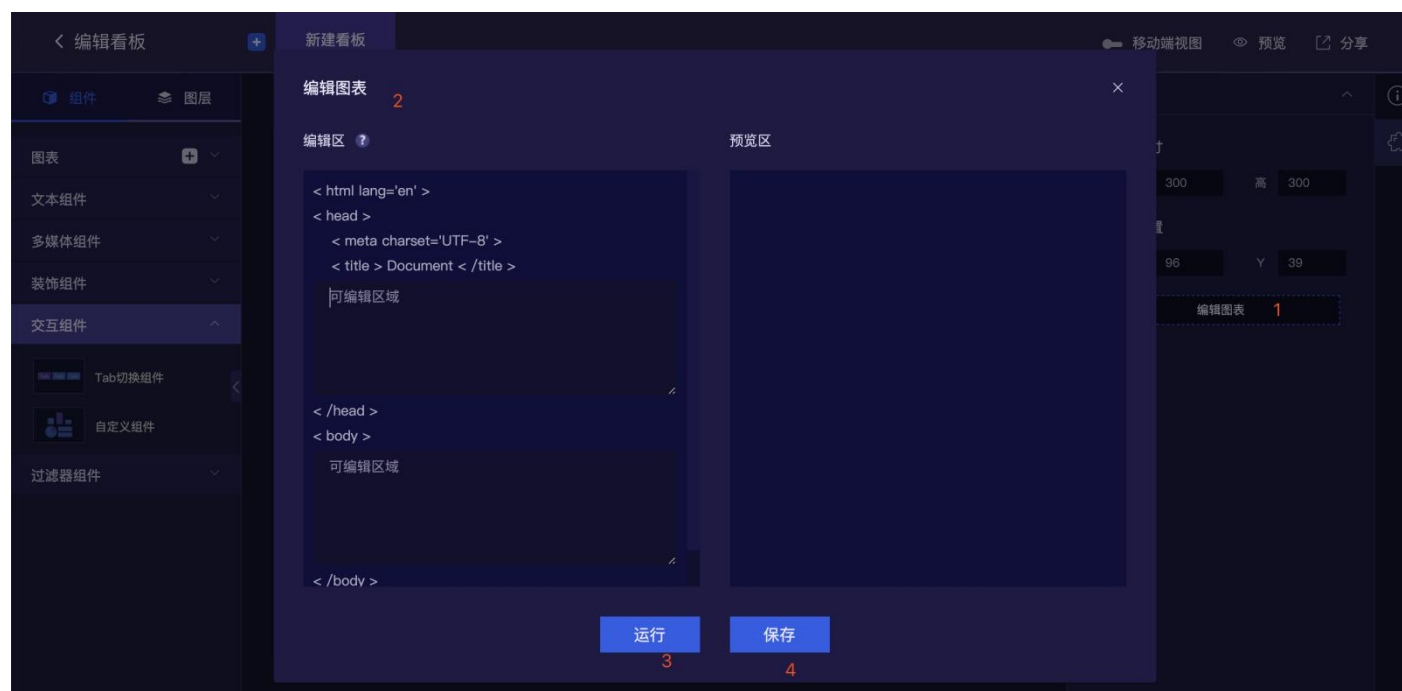 编辑看板
新建看板
移动端视图 预览 分享
组件 图层
图表
文本组件
多媒体组件
装饰组件
交互组件
Tab切换组件
自定义组件
过滤器组件
编辑图表 2
编辑区 ?
预览区
< html lang='en' >
< head >
< meta charset='UTF-8' >
< title > Document < /title >
可编辑区域
< /head >
< body >
可编辑区域
< /body >
运行 保存
3 4
300 高 300
96 Y 39
编辑图表 1